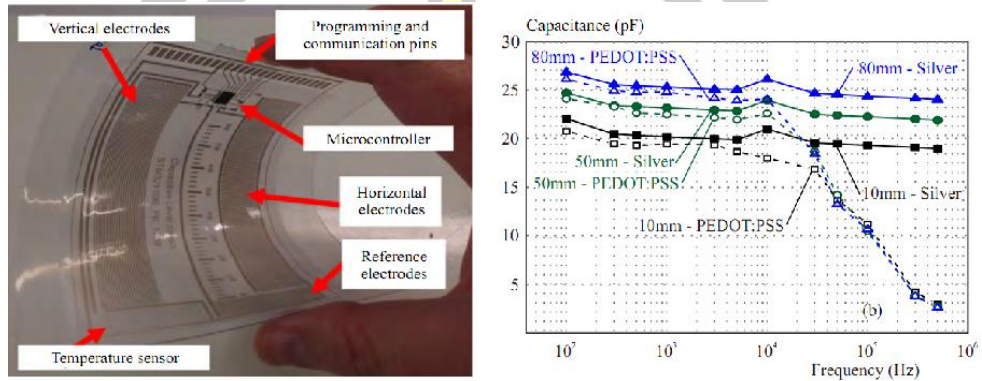 Vertical electrodes
Programming and
communication pins
Microcontroller
Horizontal
electrodes
Reference
electrodes
Temperature sensor
Capacitance (pF)
30
25
20
15
10
5
80mm - PEDOT:PSS
80mm - Silver
50mm - Silver
50mm - PEDOT:PSS
10mm - Silver
10mm - PEDOT:PSS
(b)
10²
10³
10⁴
10⁵
10⁶
Frequency (Hz)